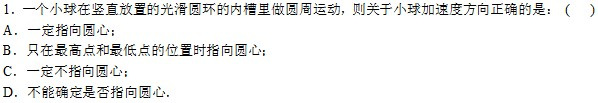 1．一个小球在竖直放置的光滑圆环的内槽里做圆周运动，则关于小球加速度方向正确的是：（　）
A．一定指向圆心；
B．只在最高点和最低点的位置时指向圆心；
C．一定不指向圆心；
D．不能确定是否指向圆心．